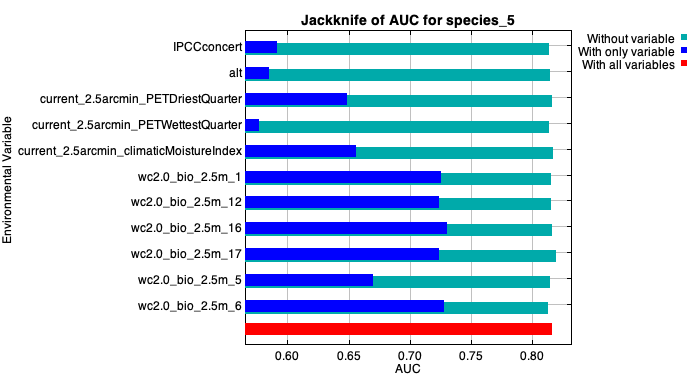 Jackknife of AUC for species_5
Without variable
With only variable
With all variables
Environmental Variable
IPCCconcert
alt
current_2.5arcmin_PETDriestQuarter
current_2.5arcmin_PETWettestQuarter
current_2.5arcmin_climaticMoistureIndex
wc2.0_bio_2.5m_1
wc2.0_bio_2.5m_12
wc2.0_bio_2.5m_16
wc2.0_bio_2.5m_17
wc2.0_bio_2.5m_5
wc2.0_bio_2.5m_6
0.60 0.65 0.70 0.75 0.80
AUC